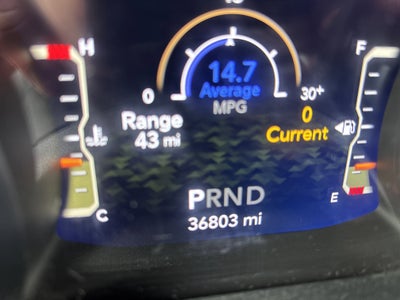 H
F
14.7
Average
MPG
0
30+
Range
43 mi
0
Current
C
E
PRND
36803 mi